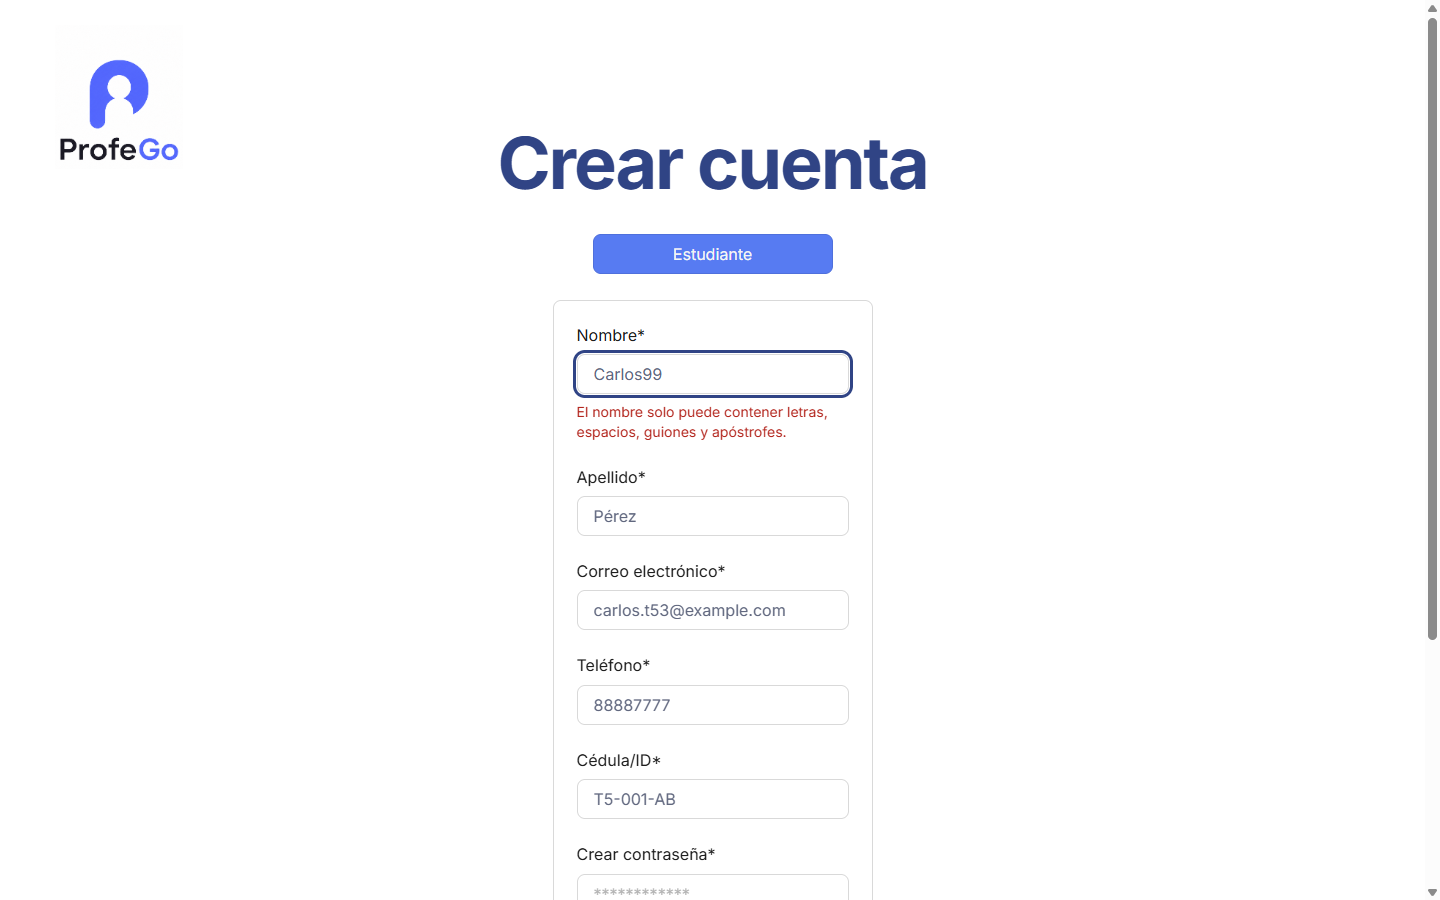 ProfeGo
Crear cuenta
Estudiante
Nombre*
Carlos99
El nombre solo puede contener letras,
espacios, guiones y apóstrofes.
Apellido*
Pérez
Correo electrónico*
carlos.t53@example.com
Teléfono*
88887777
Cédula/ID*
T5-001-AB
Crear contraseña*
************